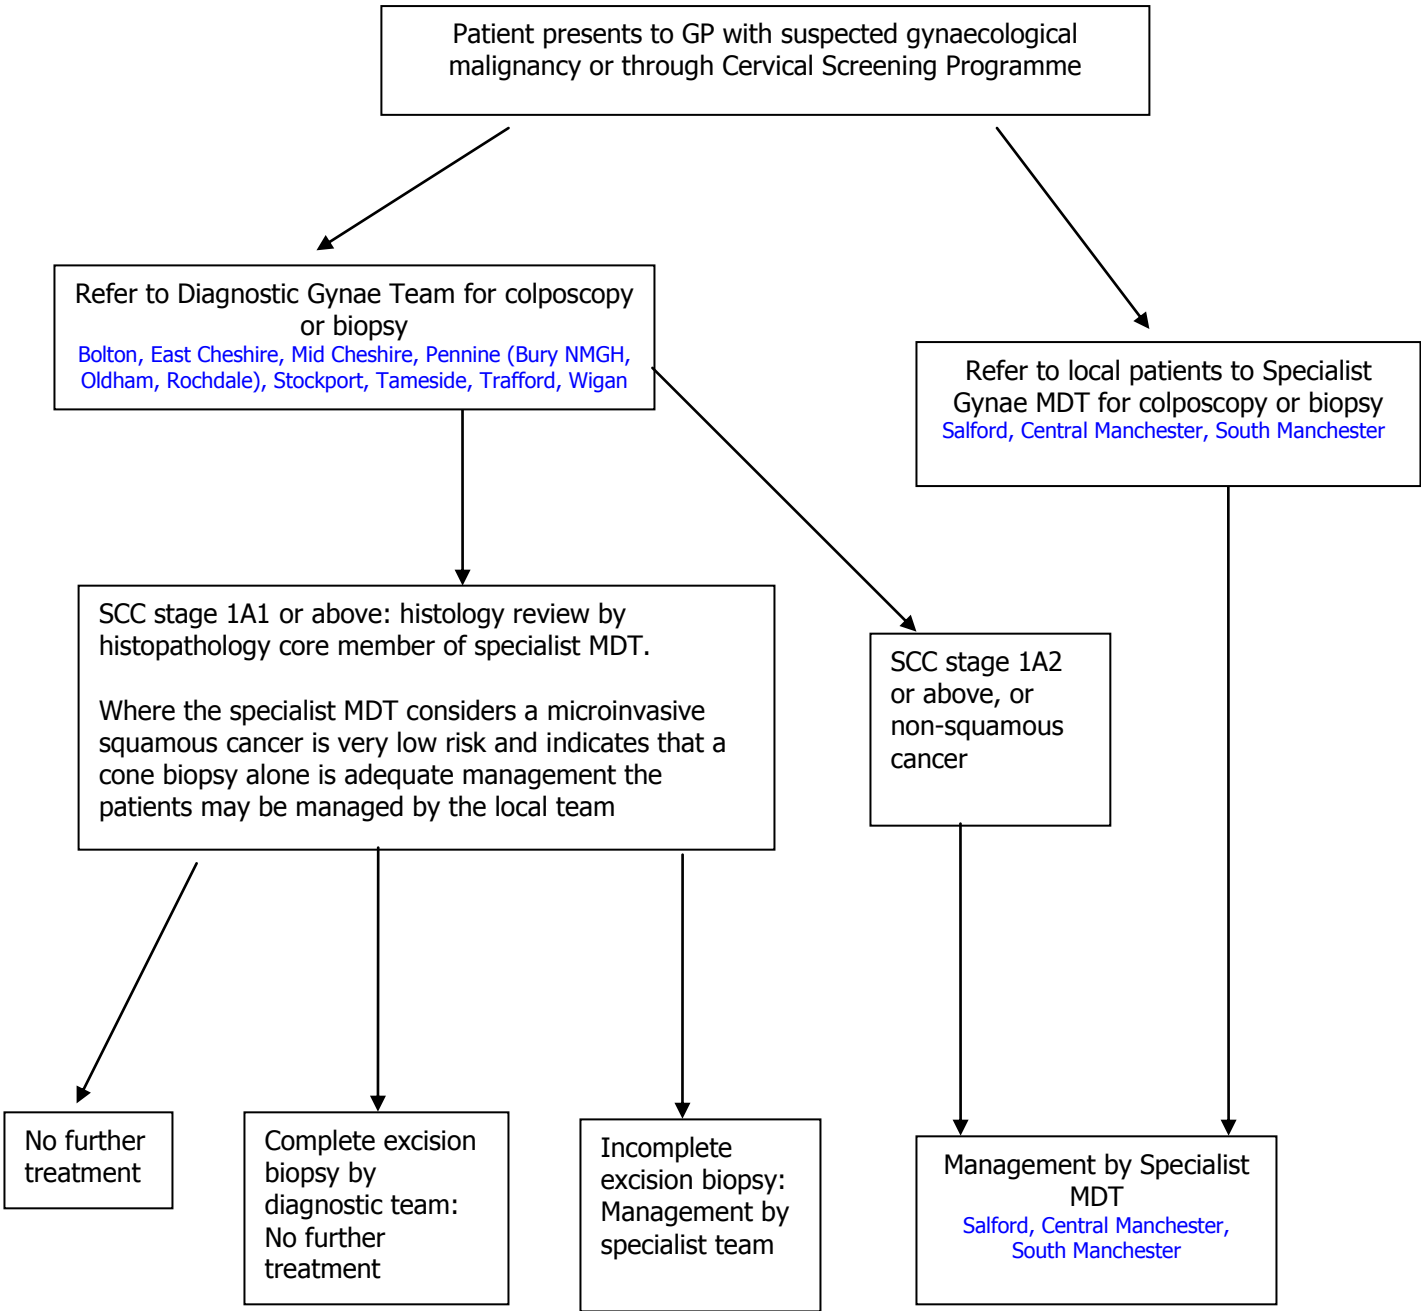 Patient presents to GP with suspected gynaecological
malignancy or through Cervical Screening Programme
Refer to Diagnostic Gynae Team for colposcopy
or biopsy
Bolton, East Cheshire, Mid Cheshire, Pennine (Bury NMGH,
Oldham, Rochdale), Stockport, Tameside, Trafford, Wigan
Refer to local patients to Specialist
Gynae MDT for colposcopy or biopsy
Salford, Central Manchester, South Manchester
SCC stage 1A1 or above: histology review by
histopathology core member of specialist MDT.
Where the specialist MDT considers a microinvasive
squamous cancer is very low risk and indicates that a
cone biopsy alone is adequate management the
patients may be managed by the local team
SCC stage 1A2
or above, or
non-squamous
cancer
No further
treatment
Complete excision
biopsy by
diagnostic team:
No further
treatment
Incomplete
excision biopsy:
Management by
specialist team
Management by Specialist
MDT
Salford, Central Manchester,
South Manchester